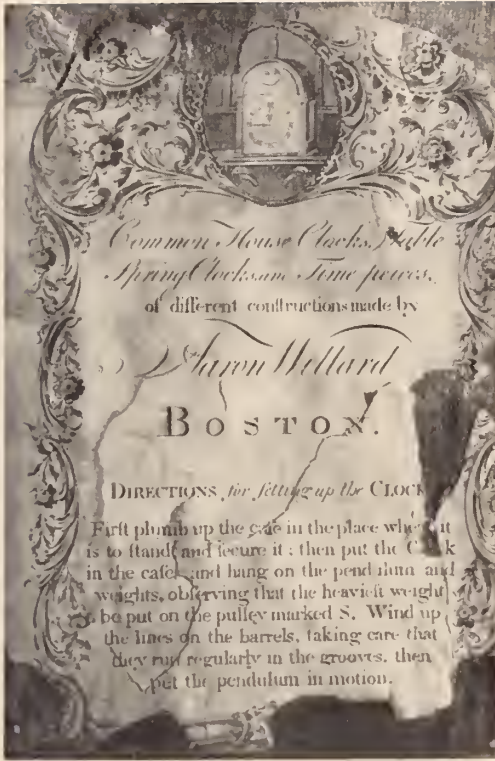 Common House Clocks, Table
Spring Clocks and Time peices,
of different conſtructions made by
Aaron Willard
BOSTON.
DIRECTIONS, for ſetting up the CLOCK
Firſt plumb up the caſe in the place where it
is to ſtand, and ſecure it ; then put the Clock
in the caſe, and hang on the pendulum and
weights, obſerving that the heavieſt weight
be put on the pulley marked S. Wind up
the lines on the barrels, taking care that
they run regularly in the grooves, then
put the pendulum in motion.